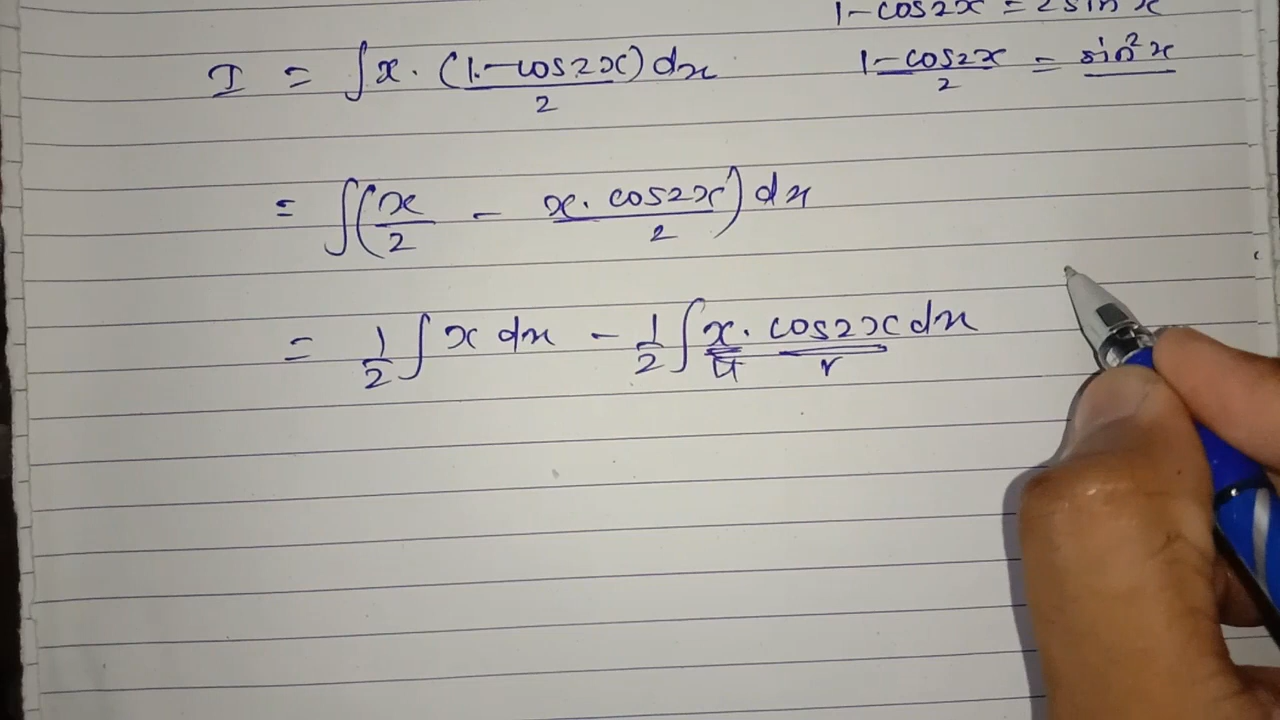 1-cos2x = 2sin²x
I = ∫x. (1-cos2x)/2 dx
1-cos2x/2 = sin²x
= ∫(x/2 - x. cos2x/2) dx
= 1/2 ∫ x dx - 1/2 ∫ x. cos2x dx
u v